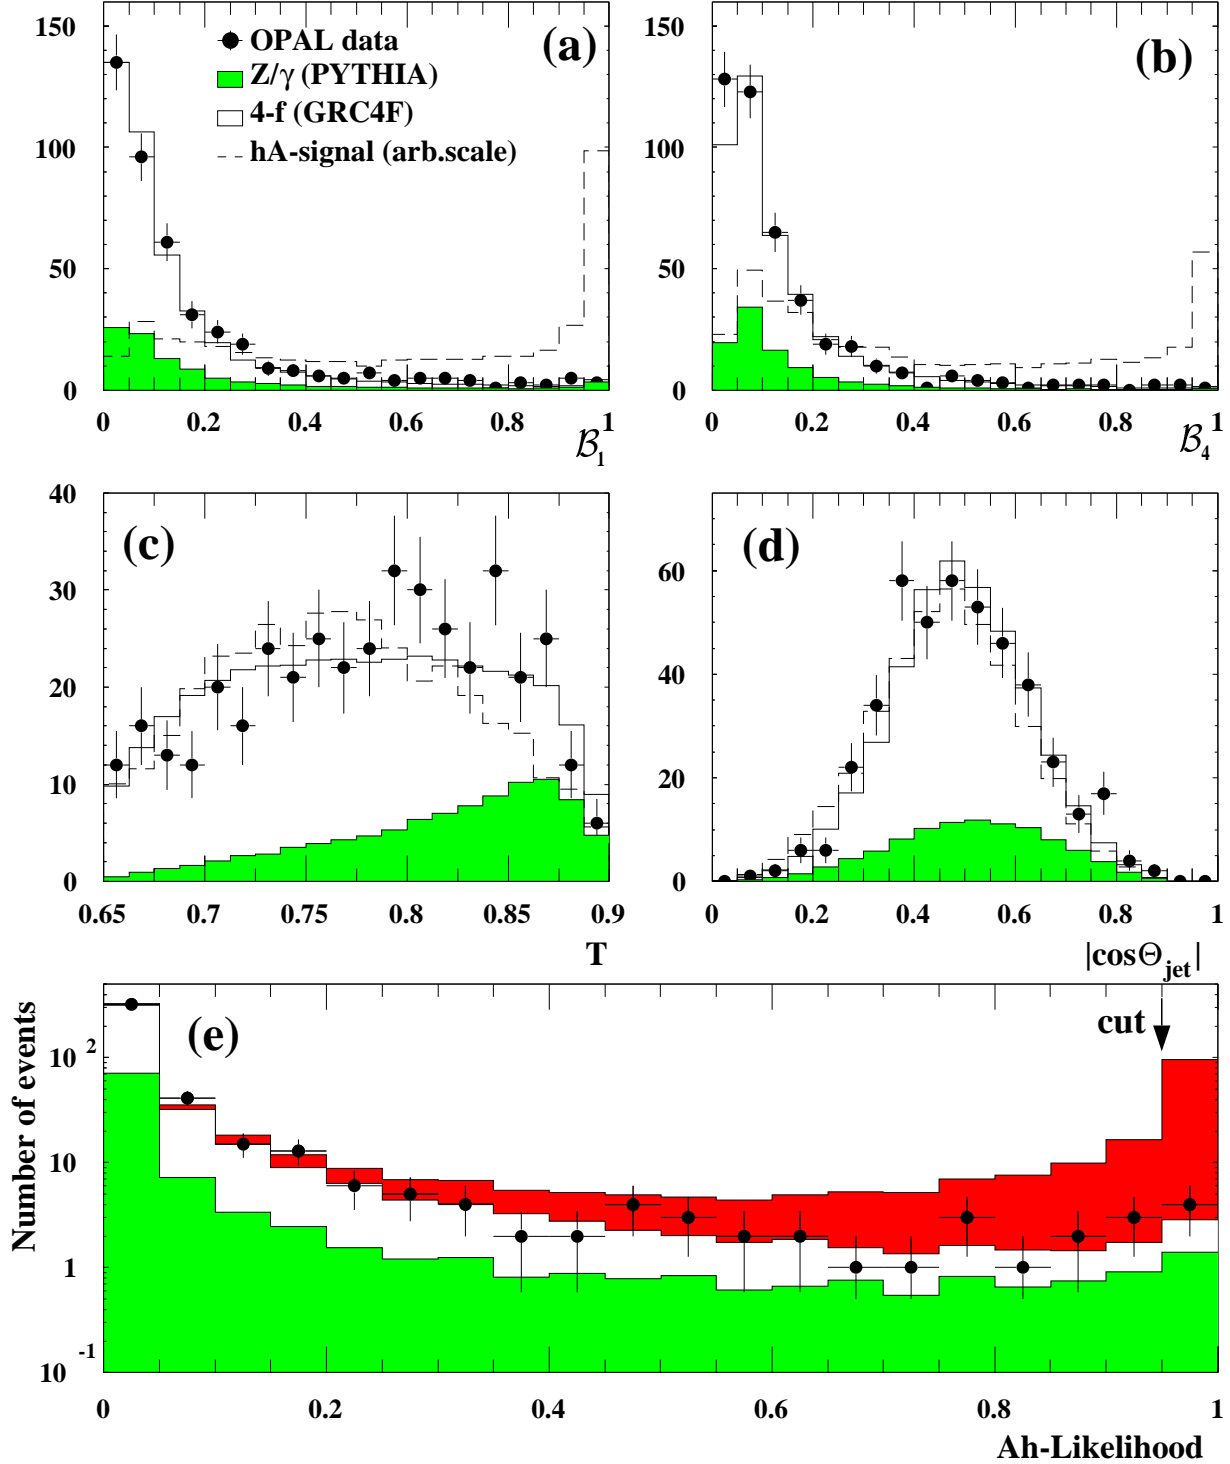 150
100
50
0
0 0.2 0.4 0.6 0.8 1
ℬ1
(a)
OPAL data
Z/γ (PYTHIA)
4-f (GRC4F)
hA-signal (arb.scale)
150
100
50
0
0 0.2 0.4 0.6 0.8 1
ℬ4
(b)
40
30
20
10
0
0.65 0.7 0.75 0.8 0.85 0.9
T
(c)
60
40
20
0
0 0.2 0.4 0.6 0.8 1
|cosΘjet|
(d)
Number of events
10 2
10
1
10 -1
0 0.2 0.4 0.6 0.8 1
Ah-Likelihood
(e)
cut